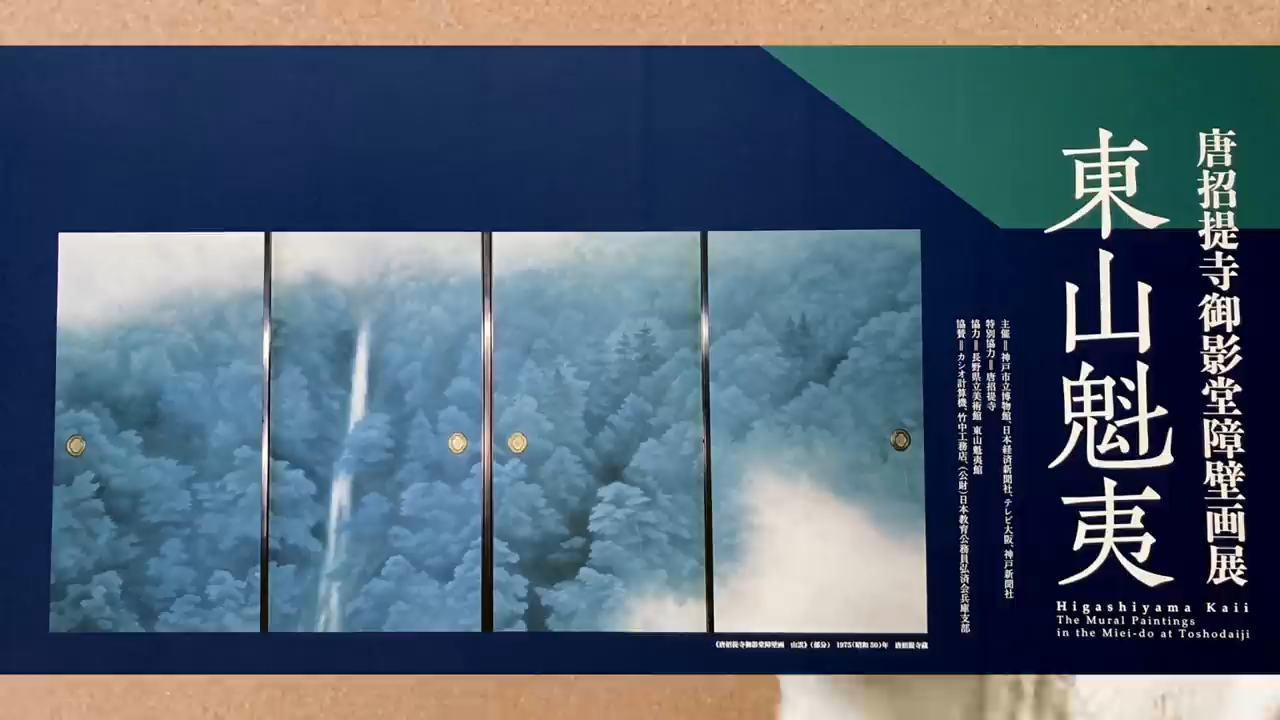 唐招提寺御影堂障壁画展
東山魁夷
Higashiyama Kaii
The Mural Paintings
in the Miei-do at Toshodaiji
主催＝神戸市立博物館、日本経済新聞社、テレビ大阪、神戸新聞社
特別協力＝唐招提寺
協力＝長野県立美術館 東山魁夷館
協賛＝カシオ計算機、竹中工務店、(公財)日本教育公務員弘済会兵庫支部
《唐招提寺御影堂障壁画 山雲》(部分) 1975(昭和50)年 唐招提寺蔵